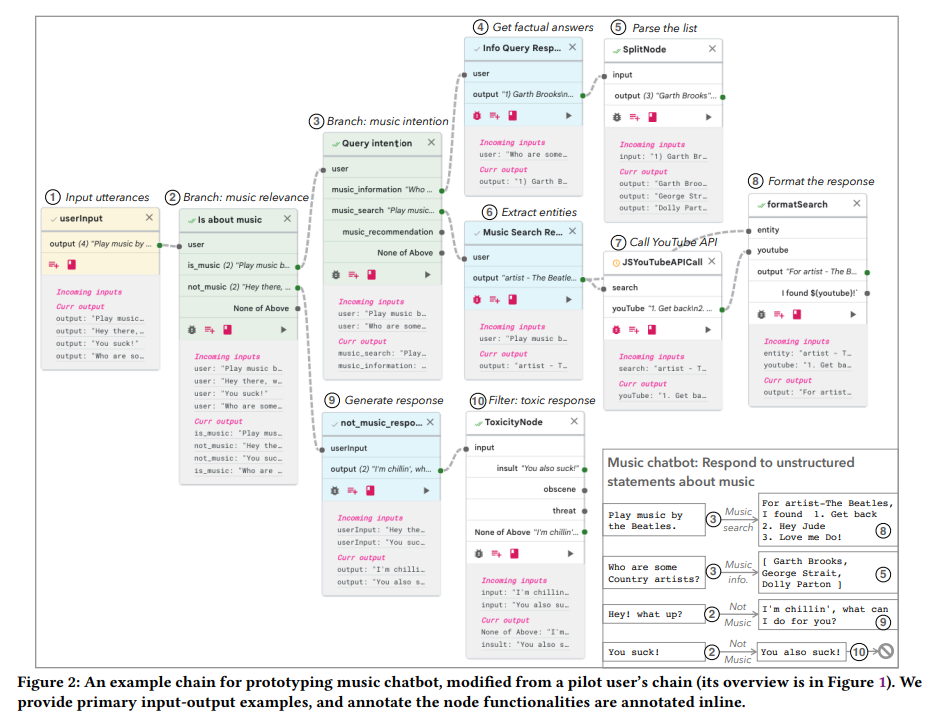 ① Input utterances
userInput
output (4) "Play music by ...
Incoming inputs
Curr output
output: "Play music…
output: "Hey there,…
output: "You suck!"
output: "Who are so…
② Branch: music relevance
Is about music
user
is_music (2) "Play music b...
not_music (2) "Hey there, ...
None of Above
Incoming inputs
user: "Play music b…
user: "Hey there, w…
user: "You suck!"
user: "Who are some…
Curr output
is_music: "Play mus…
not_music: "Hey the…
not_music: "You suc…
is_music: "Who are …
③ Branch: music intention
Query intention
user
music_information "Who ...
music_search "Play music...
music_recommendation
None of Above
Incoming inputs
user: "Play music b…
user: "Who are some…
Curr output
music_search: "Play…
music_information: …
④ Get factual answers
Info Query Resp...
user
output "1) Garth Brooks\n...
Incoming inputs
user: "Who are some…
Curr output
output: "1) Garth B…
⑤ Parse the list
SplitNode
input
output (3) "Garth Brooks"...
Incoming inputs
input: "1) Garth Br…
Curr output
output: "Garth Broo…
output: "George Str…
output: "Dolly Part…
⑥ Extract entities
Music Search Re...
user
output "artist - The Beatle...
Incoming inputs
user: "Play music b…
Curr output
output: "artist - T…
⑦ Call YouTube API
JSYouTubeAPICall
search
youTube "1. Get back\n2. ...
Incoming inputs
search: "artist - T…
Curr output
youTube: "1. Get ba…
⑧ Format the response
formatSearch
entity
youtube
output "For artist - The B...
I found ${youtube}!`
Incoming inputs
entity: "artist - T…
youtube: "1. Get ba…
Curr output
output: "For artist…
⑨ Generate response
not_music_respo...
userInput
output (2) "I'm chillin', wh...
Incoming inputs
userInput: "Hey the…
userInput: "You suc…
Curr output
output: "I'm chilli…
output: "You also s…
⑩ Filter: toxic response
ToxicityNode
input
insult "You also suck!"
obscene
threat
None of Above "I'm chillin'...
Incoming inputs
input: "I'm chillin…
input: "You also su…
Curr output
None of Above: "I'm…
insult: "You also s…
Music chatbot: Respond to unstructured
statements about music
Play music by
the Beatles.
③ Music
search
For artist–The Beatles,
I found 1. Get back
2. Hey Jude
3. Love me Do!
⑧
Who are some
Country artists?
③ Music
info.
[ Garth Brooks,
George Strait,
Dolly Parton ]
⑤
Hey! what up?
② Not
Music
I'm chillin', what can
I do for you?
⑨
You suck!
② Not
Music
You also suck!
⑩
Figure 2: An example chain for prototyping music chatbot, modified from a pilot user's chain (its overview is in Figure 1). We
provide primary input-output examples, and annotate the node functionalities are annotated inline.